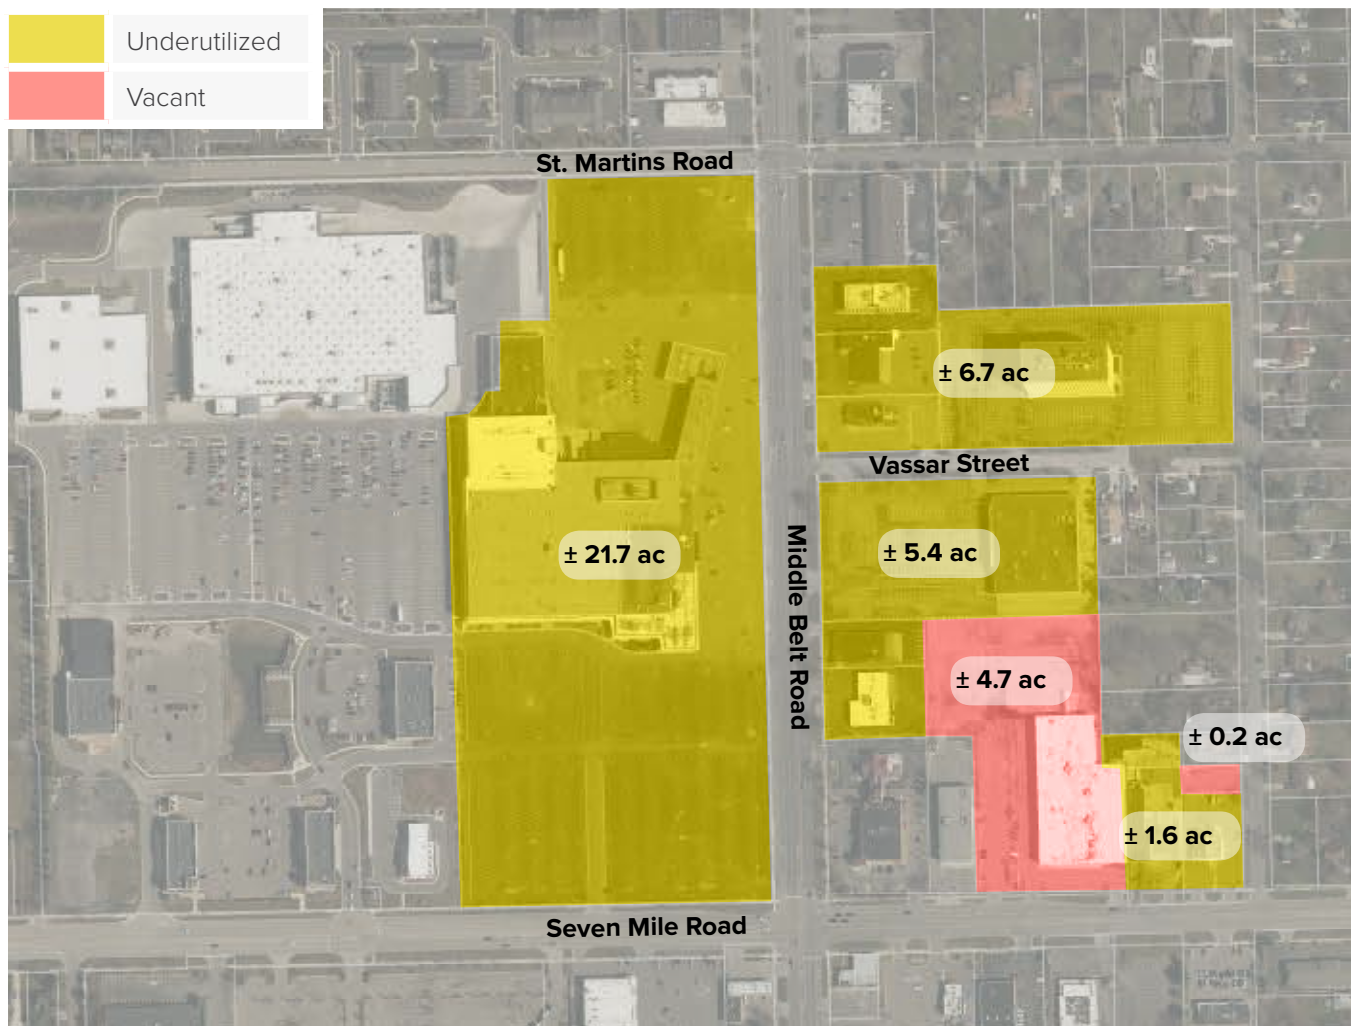 Underutilized
Vacant
St. Martins Road
± 6.7 ac
Vassar Street
± 21.7 ac
± 5.4 ac
Middle Belt Road
± 4.7 ac
± 0.2 ac
± 1.6 ac
Seven Mile Road